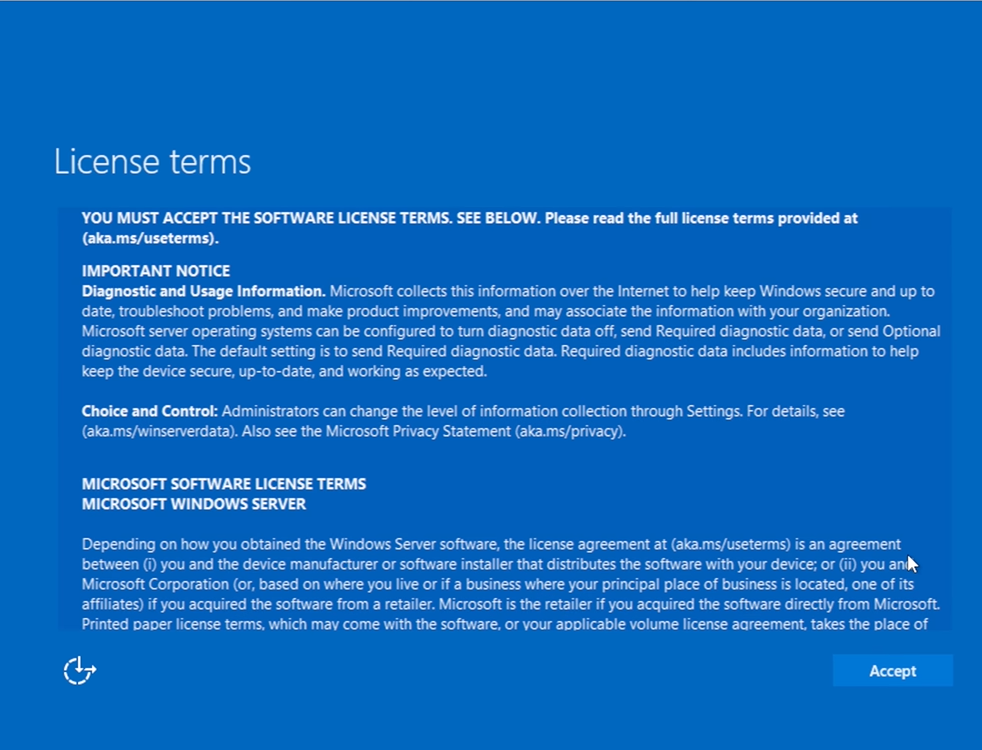 License terms
YOU MUST ACCEPT THE SOFTWARE LICENSE TERMS. SEE BELOW. Please read the full license terms provided at
(aka.ms/useterms).
IMPORTANT NOTICE
Diagnostic and Usage Information. Microsoft collects this information over the Internet to help keep Windows secure and up to
date, troubleshoot problems, and make product improvements, and may associate the information with your organization.
Microsoft server operating systems can be configured to turn diagnostic data off, send Required diagnostic data, or send Optional
diagnostic data. The default setting is to send Required diagnostic data. Required diagnostic data includes information to help
keep the device secure, up-to-date, and working as expected.
Choice and Control: Administrators can change the level of information collection through Settings. For details, see
(aka.ms/winserverdata). Also see the Microsoft Privacy Statement (aka.ms/privacy).
MICROSOFT SOFTWARE LICENSE TERMS
MICROSOFT WINDOWS SERVER
Depending on how you obtained the Windows Server software, the license agreement at (aka.ms/useterms) is an agreement
between (i) you and the device manufacturer or software installer that distributes the software with your device; or (ii) you and
Microsoft Corporation (or, based on where you live or if a business where your principal place of business is located, one of its
affiliates) if you acquired the software from a retailer. Microsoft is the retailer if you acquired the software directly from Microsoft.
Printed paper license terms, which may come with the software, or your applicable volume license agreement, takes the place of
Accept